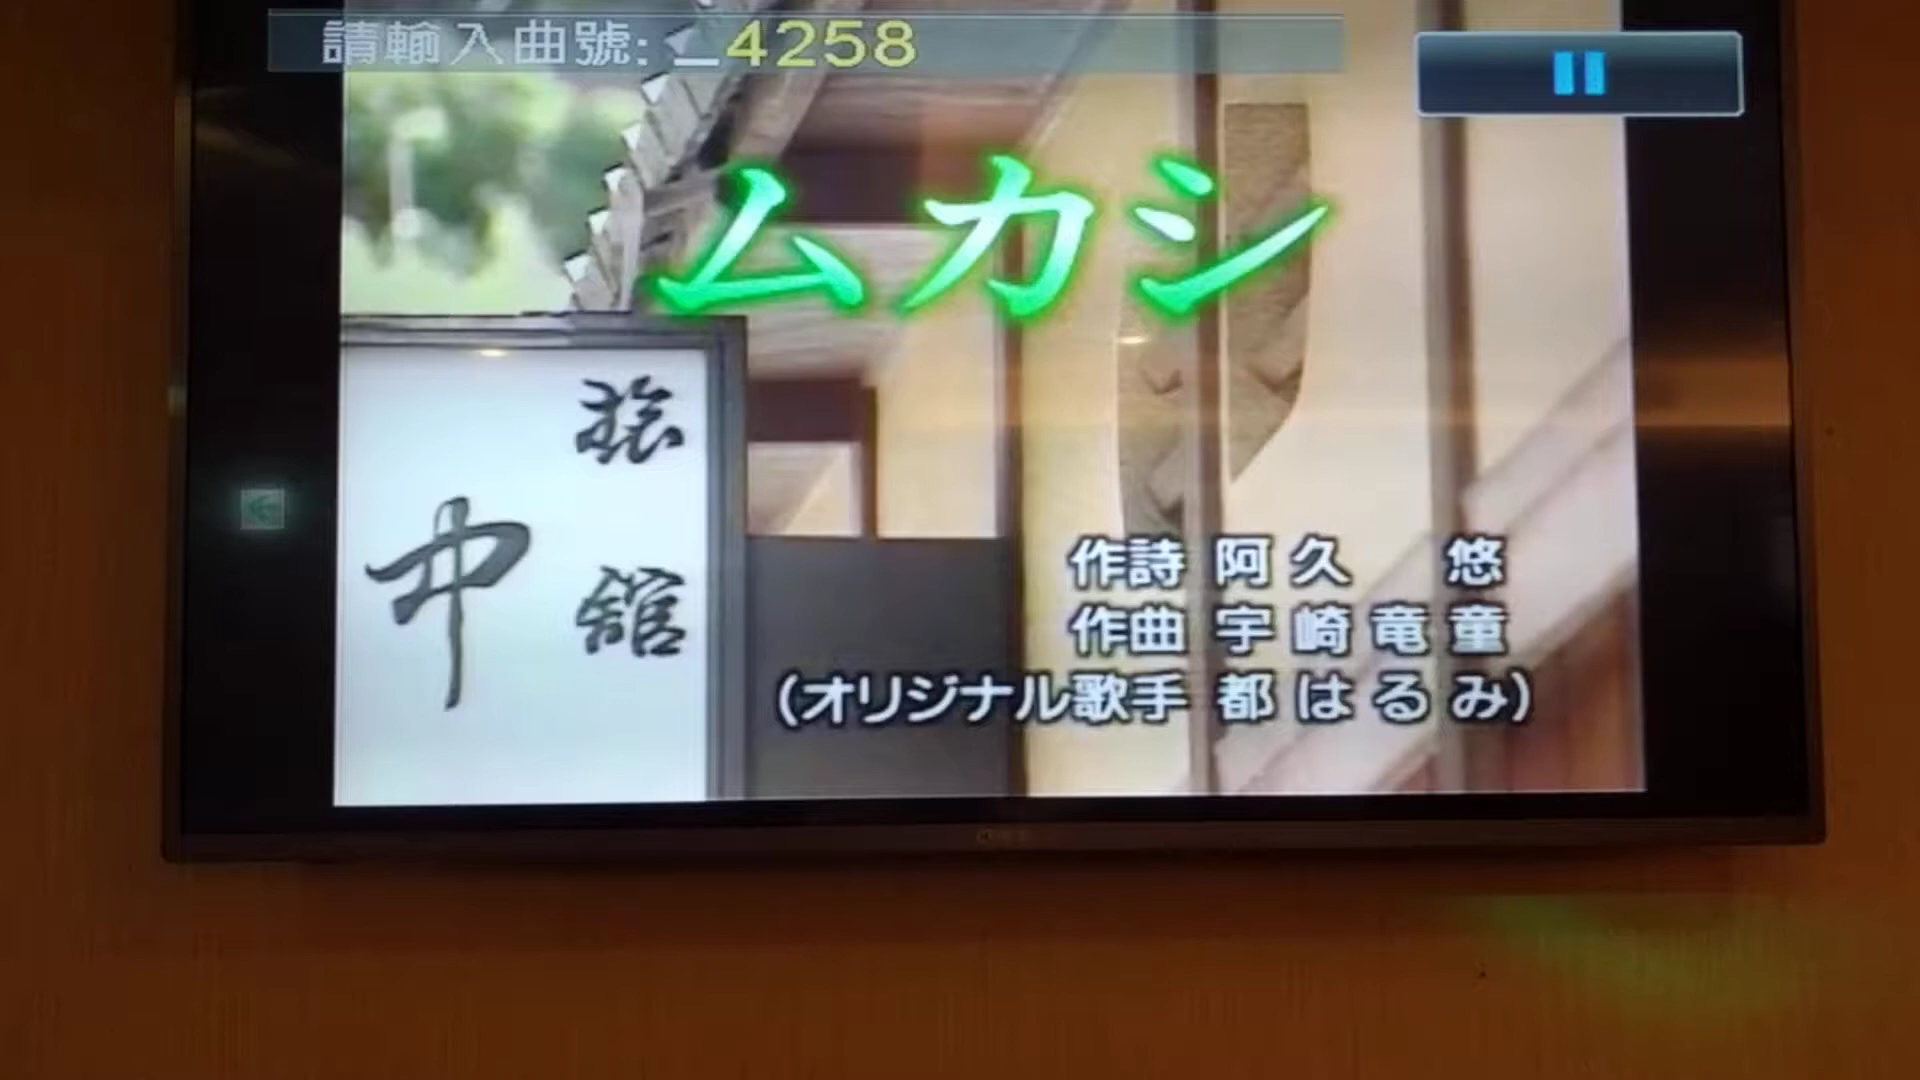 請輸入曲號:_4258
ムカシ
旅館
中
作詩 阿久 悠
作曲 宇崎竜童
(オリジナル歌手 都はるみ)